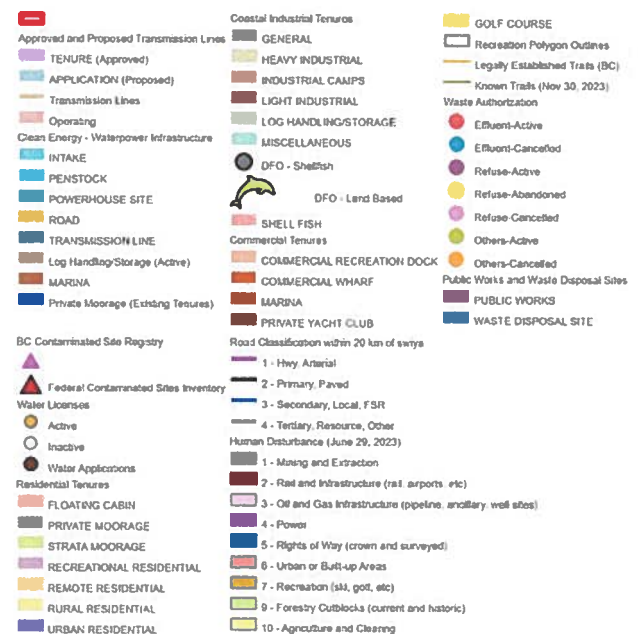 Approved and Proposed Transmission Lines
TENURE (Approved)
APPLICATION (Proposed)
Transmission Lines
Operating
Clean Energy - Waterpower Infrastructure
INTAKE
PENSTOCK
POWERHOUSE SITE
ROAD
TRANSMISSION LINE
Log Handling/Storage (Active)
MARINA
Private Moorage (Existing Tenures)
BC Contaminated Site Registry
Federal Contaminated Sites Inventory
Water Licenses
Active
Inactive
Water Applications
Residential Tenures
FLOATING CABIN
PRIVATE MOORAGE
STRATA MOORAGE
RECREATIONAL RESIDENTIAL
REMOTE RESIDENTIAL
RURAL RESIDENTIAL
URBAN RESIDENTIAL
Coastal Industrial Tenures
GENERAL
HEAVY INDUSTRIAL
INDUSTRIAL CAMPS
LIGHT INDUSTRIAL
LOG HANDLING/STORAGE
MISCELLANEOUS
DFO - Shellfish
DFO - Land Based
SHELL FISH
Commercial Tenures
COMMERCIAL RECREATION DOCK
COMMERCIAL WHARF
MARINA
PRIVATE YACHT CLUB
Road Classification within 20 km of swnya
1 - Hwy, Arterial
2 - Primary, Paved
3 - Secondary, Local, FSR
4 - Tertiary, Resource, Other
Human Disturbance (June 29, 2023)
1 - Mining and Extraction
2 - Rail and Infrastructure (rail, airports, etc)
3 - Oil and Gas Infrastructure (pipeline, ancillary, well sites)
4 - Power
5 - Rights of Way (crown and surveyed)
6 - Urban or Built-up Areas
7 - Recreation (ski, golf, etc)
9 - Forestry Cutblocks (current and historic)
10 - Agriculture and Clearing
GOLF COURSE
Recreation Polygon Outlines
Legally Established Trails (BC)
Known Trails (Nov 30, 2023)
Waste Authorization
Effluent-Active
Effluent-Cancelled
Refuse-Active
Refuse-Abandoned
Refuse-Cancelled
Others-Active
Others-Cancelled
Public Works and Waste Disposal Sites
PUBLIC WORKS
WASTE DISPOSAL SITE